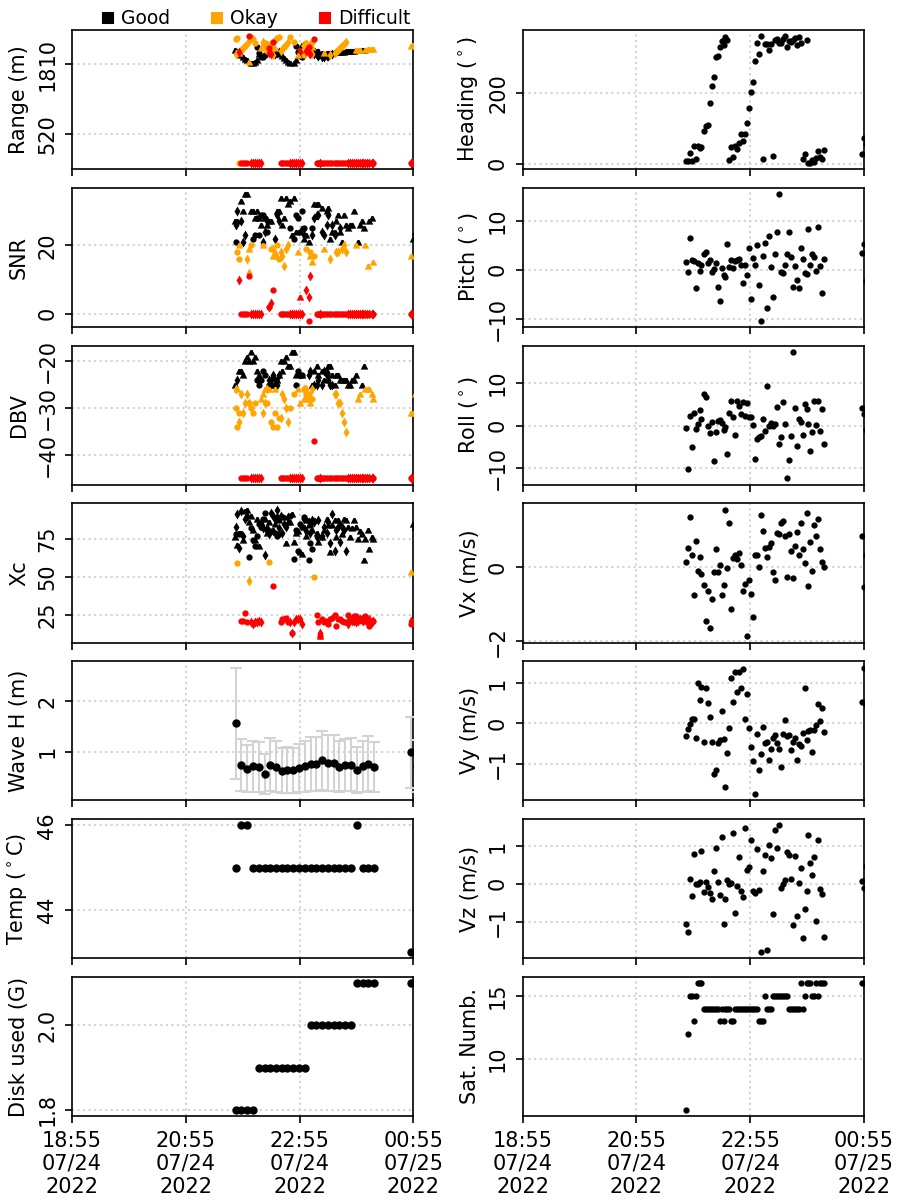 Good Okay Difficult
Range (m)
1810
520
Heading (°)
200
0
SNR
20
0
Pitch (°)
10
0
−10
DBV
−20
−30
−40
Roll (°)
10
0
−10
Xc
75
50
25
Vx (m/s)
0
−2
Wave H (m)
2
1
Vy (m/s)
1
0
−1
Temp (°C)
46
44
Vz (m/s)
1
0
−1
Disk used (G)
2.0
1.8
Sat. Numb.
15
10
18:55 20:55 22:55 00:55 18:55 20:55 22:55 00:55
07/24 07/24 07/24 07/25 07/24 07/24 07/24 07/25
2022 2022 2022 2022 2022 2022 2022 2022